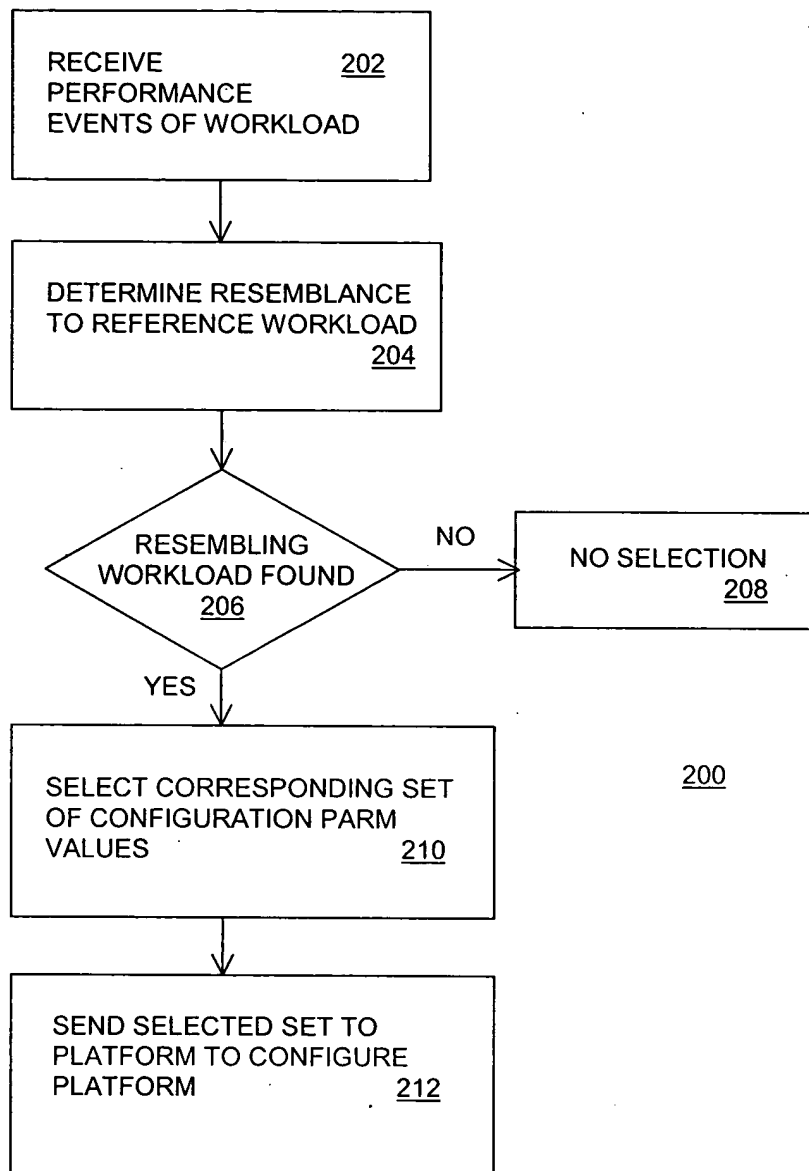 RECEIVE 202
PERFORMANCE
EVENTS OF WORKLOAD
DETERMINE RESEMBLANCE
TO REFERENCE WORKLOAD
204
RESEMBLING
WORKLOAD FOUND
206
NO
NO SELECTION
208
YES
SELECT CORRESPONDING SET
OF CONFIGURATION PARM
VALUES 210
200
SEND SELECTED SET TO
PLATFORM TO CONFIGURE
PLATFORM 212